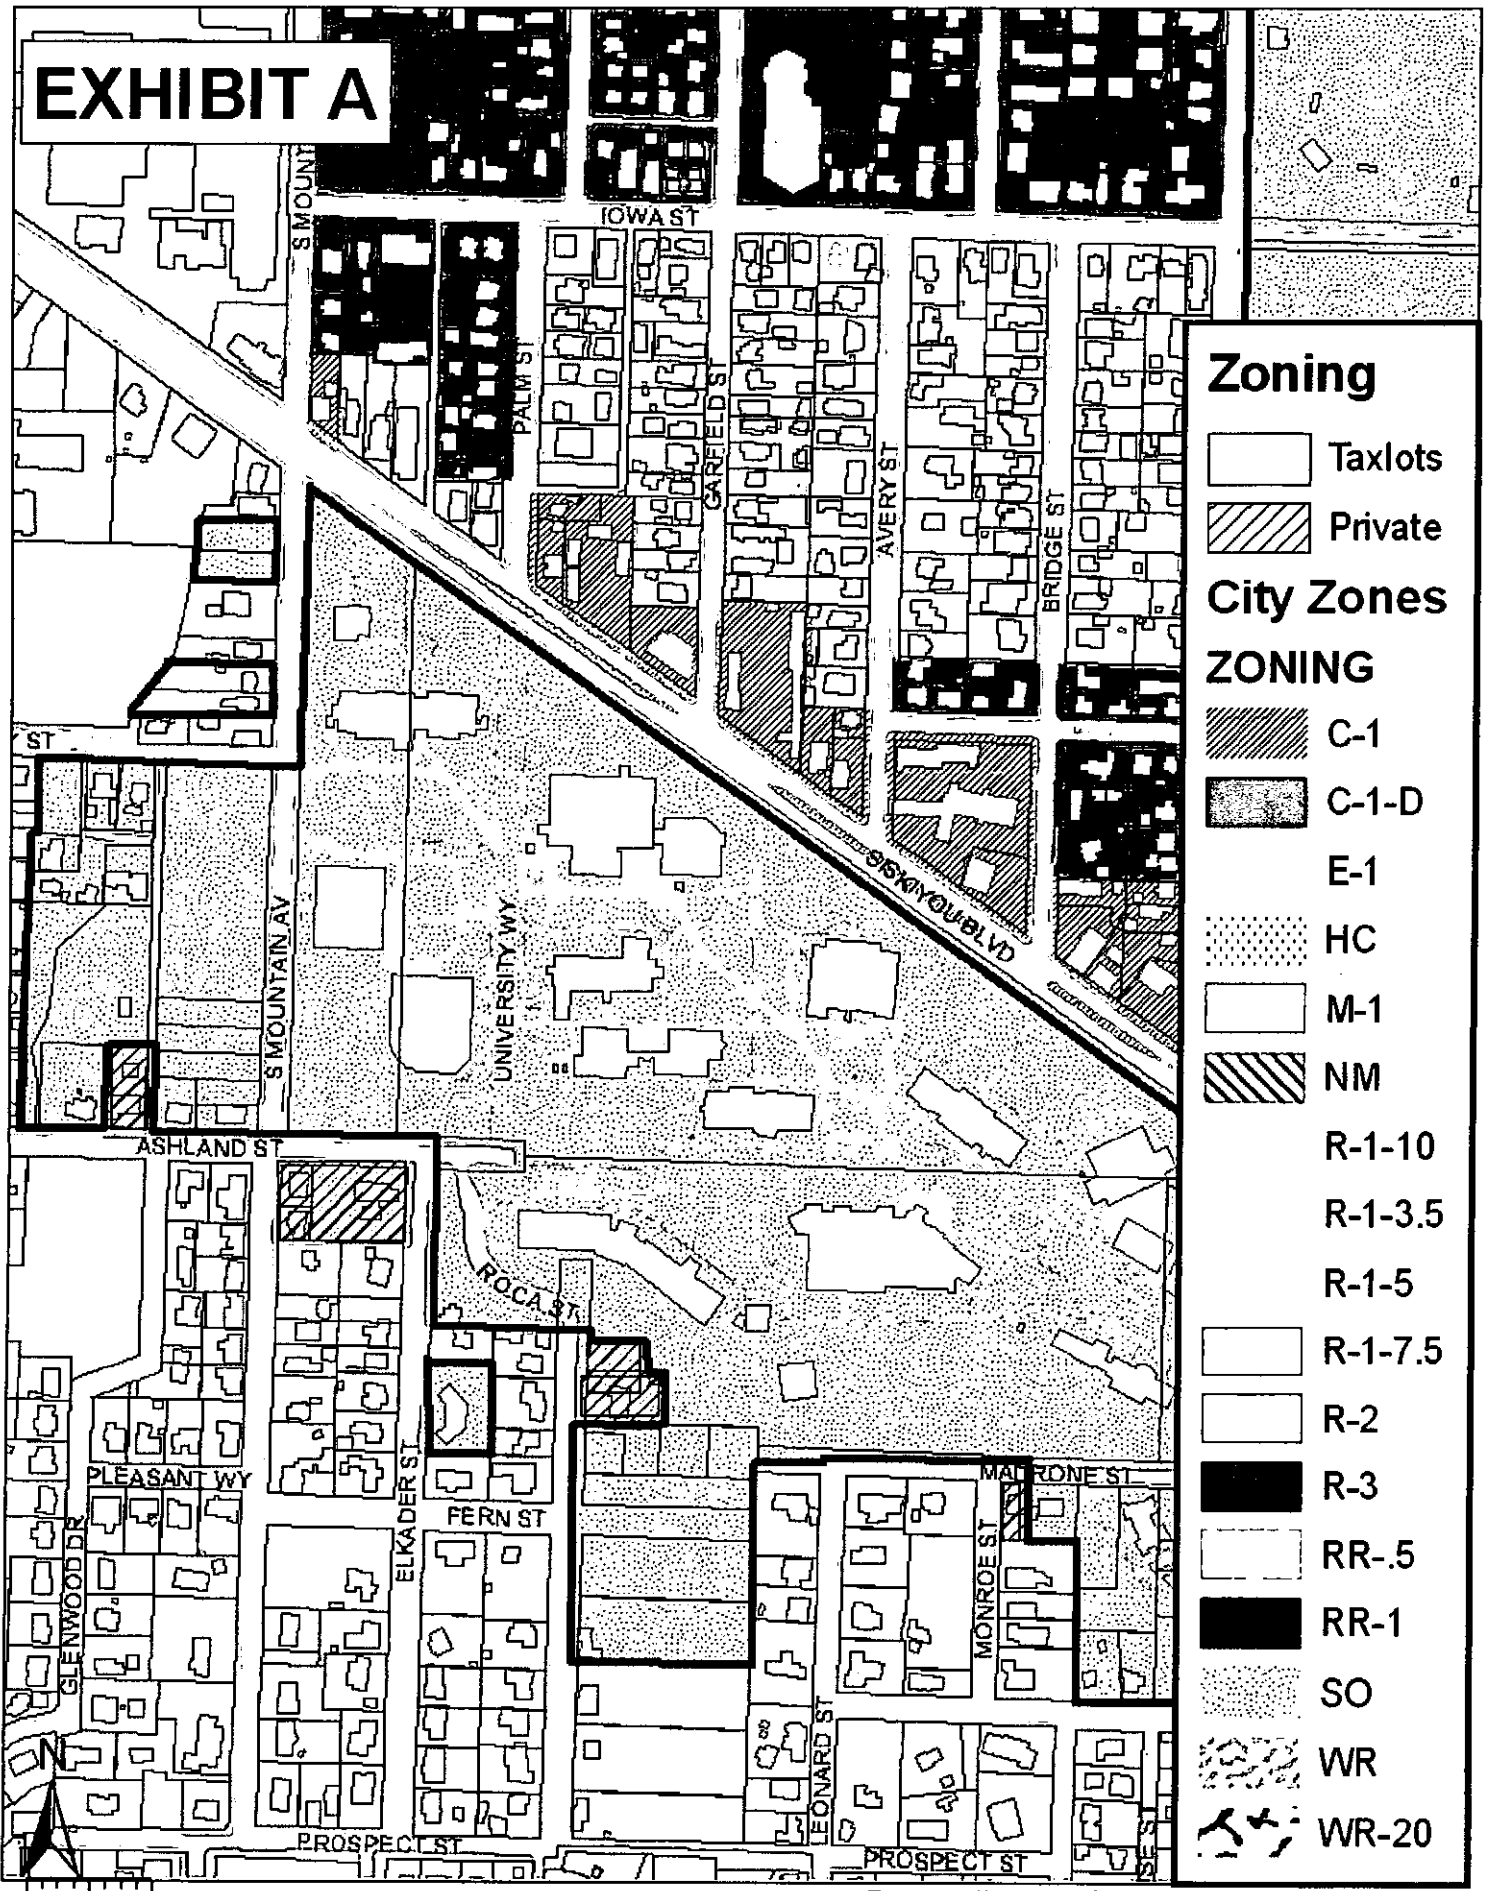 EXHIBIT A
S MOUNT
IOWA ST
PALM ST
GARFIELD ST
AVERY ST
BRIDGE ST
SISKIYOU BLVD
ST
S MOUNTAIN AV
UNIVERSITY WY
ASHLAND ST
ROCA ST
PLEASANT WY
GLENWOOD DR
ELKADER ST
FERN ST
MADRONE ST
MONROE ST
LEONARD ST
PROSPECT ST
PROSPECT ST
N
Zoning
Taxlots
Private
City Zones
ZONING
C-1
C-1-D
E-1
HC
M-1
NM
R-1-10
R-1-3.5
R-1-5
R-1-7.5
R-2
R-3
RR-.5
RR-1
SO
WR
WR-20